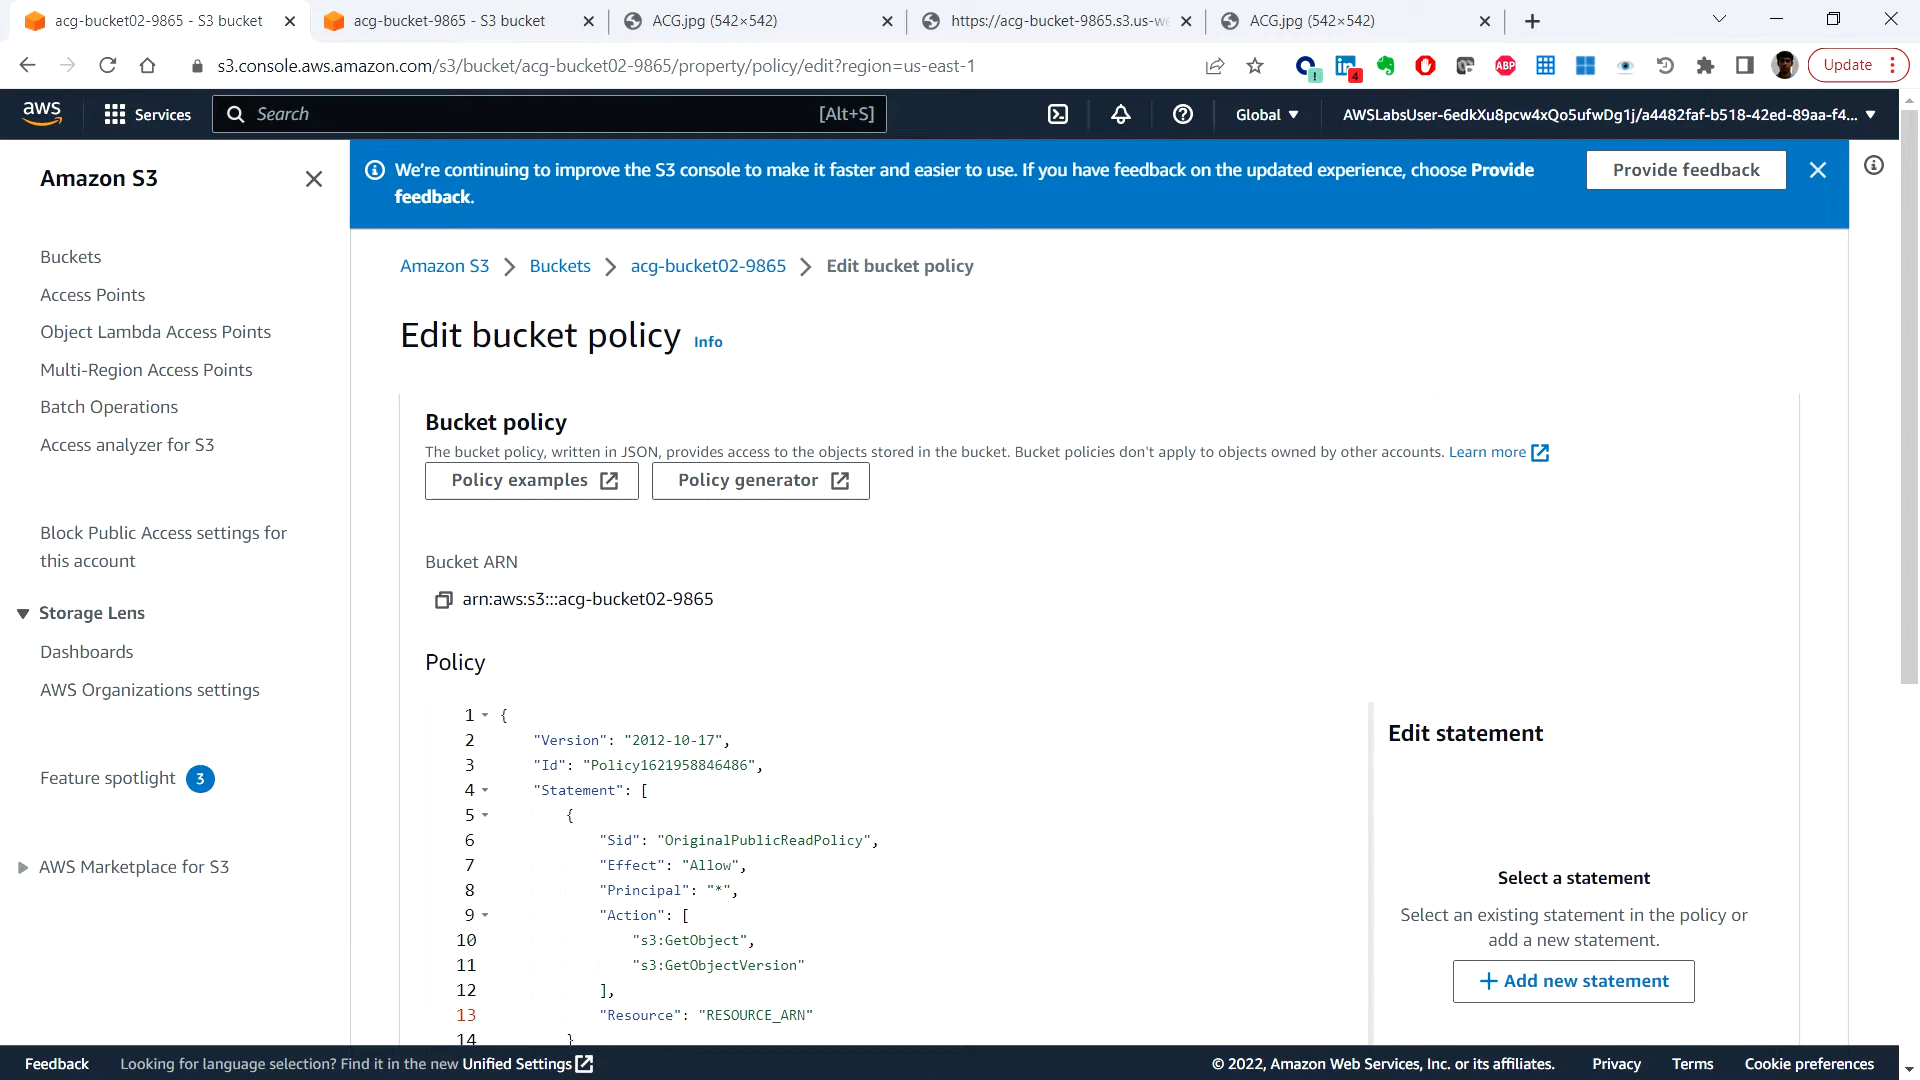 acg-bucket02-9865 - S3 bucket
acg-bucket-9865 - S3 bucket
ACG.jpg (542×542)
https://acg-bucket-9865.s3.us-we
ACG.jpg (542×542)
s3.console.aws.amazon.com/s3/bucket/acg-bucket02-9865/property/policy/edit?region=us-east-1
4
ABP
Update
aws
Services
Search
[Alt+S]
Global
AWSLabsUser-6edkXu8pcw4xQo5ufwDg1j/a4482faf-b518-42ed-89aa-f4...
Amazon S3
Buckets
Access Points
Object Lambda Access Points
Multi-Region Access Points
Batch Operations
Access analyzer for S3
Block Public Access settings for
this account
Storage Lens
Dashboards
AWS Organizations settings
Feature spotlight 3
AWS Marketplace for S3
We're continuing to improve the S3 console to make it faster and easier to use. If you have feedback on the updated experience, choose Provide
feedback.
Provide feedback
Amazon S3 > Buckets > acg-bucket02-9865 > Edit bucket policy
Edit bucket policy Info
Bucket policy
The bucket policy, written in JSON, provides access to the objects stored in the bucket. Bucket policies don't apply to objects owned by other accounts. Learn more
Policy examples
Policy generator
Bucket ARN
arn:aws:s3:::acg-bucket02-9865
Policy
1 {
2 "Version": "2012-10-17",
3 "Id": "Policy1621958846486",
4 "Statement": [
5 {
6 "Sid": "OriginalPublicReadPolicy",
7 "Effect": "Allow",
8 "Principal": "*",
9 "Action": [
10 "s3:GetObject",
11 "s3:GetObjectVersion"
12 ],
13 "Resource": "RESOURCE_ARN"
14 }
Edit statement
Select a statement
Select an existing statement in the policy or
add a new statement.
+ Add new statement
Feedback
Looking for language selection? Find it in the new Unified Settings
© 2022, Amazon Web Services, Inc. or its affiliates.
Privacy
Terms
Cookie preferences